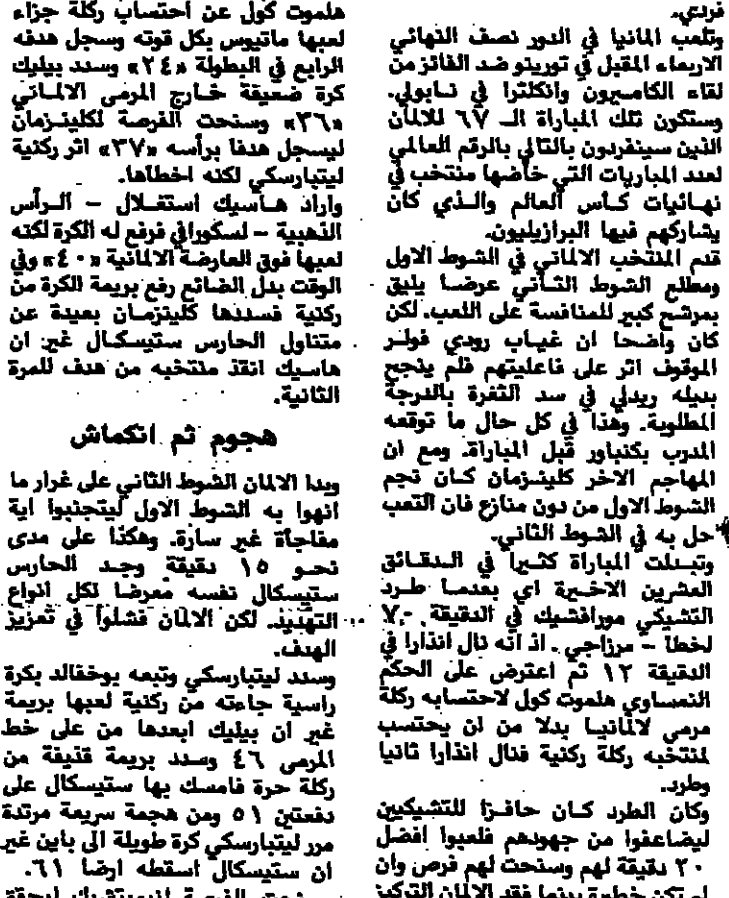 فرنتي.
وتلعب المانيا في الدور نصف النهائي
الاربعاء المقبل في تورينو ضد الفائز من
لقاء الكاميرون وانكلترا في نابولي.
وستكون تلك المباراة الـ ٦٧ للالمان
الذين سينفردون بالتالي بالرقم العالمي
لعدد المباريات التي خاضها منتخب في
نهائيات كأس العالم والذي كان
يشاركهم فيها البرازيليون.
قدم المنتخب الالماني في الشوط الاول
ومطلع الشوط الثاني عرضا يليق
بمرشح كبير للمنافسة على اللقب. لكن
كان واضحا ان غياب رودي فولر
الموقوف اثر على فاعليتهم فلم ينجح
بديله ريدلي في سد الثغرة بالدرجة
المطلوبة. وهذا في كل حال ما توقعه
المدرب بكنباور قبل المباراة. ومع ان
المهاجم الاخر كلينزمان كان نجم
الشوط الاول من دون منازع فان التعب
حل به في الشوط الثاني.
وتبدلت المباراة كثيرا في الدقائق
العشرين الاخيرة اي بعدما طرد
التشيكي مورافشيك في الدقيقة ٧٠
لخطأ - مزاجي. اذ انه نال انذارا في
الدقيقة ١٢ ثم اعترض على الحكم
النمساوي هلموت كول لاحتسابه ركلة
مرمى لالمانيا بدلا من ان يحتسب
لمنتخبه ركلة ركنية فنال انذارا ثانيا
وطرد.
وكان الطرد كان حافزا للتشيكيين
ليضاعفوا من جهودهم فلعبوا افضل
٢٠ دقيقة لهم وسنحت لهم فرص وان
لم تكن خطيرة بينما فقد الالمان التركيز
هلموت كول عن احتساب ركلة جزاء
لعبها ماتيوس بكل قوته وسجل هدفه
الرابع في البطولة «٢٤» وسدد بيليك
كرة ضعيفة خارج المرمى الالماني
«٣٦» وسنحت الفرصة لكلينزمان
ليسجل هدفا برأسه «٣٧» اثر ركنية
ليتبارسكي لكنه اخطأها.
واراد هاسيك استغلال - الرأس
الذهبية - لسكورافي فرفع له الكرة لكنه
لعبها فوق العارضة الالمانية «٤٠» وفي
الوقت بدل الضائع رفع بريمة الكرة من
ركنية فسددها كلينزمان بعيدة عن
متناول الحارس ستيسكال غير ان
هاسيك انقذ منتخبه من هدف للمرة
الثانية.
هجوم ثم انكماش
وبدا الالمان الشوط الثاني على غرار ما
انهوا به الشوط الاول ليتجنبوا اية
مفاجأة غير سارة. وهكذا على مدى
نحو ١٥ دقيقة وجد الحارس
ستيسكال نفسه معرضا لكل انواع
التهديد. لكن الالمان فشلوا في تعزيز
الهدف.
وسدد ليتبارسكي وتبعه بوخفالد بكرة
راسية جاءته من ركنية لعبها بريمة
غير ان بيليك ابعدها من على خط
المرمى ٤٦ وسدد بريمة قذيفة من
ركلة حرة فامسك بها ستيسكال على
دفعتين ٥١ ومن هجمة سريعة مرتدة
مرر ليتبارسكي كرة طويلة الى باين غير
ان ستيسكال اسقطه ارضا ٦١.